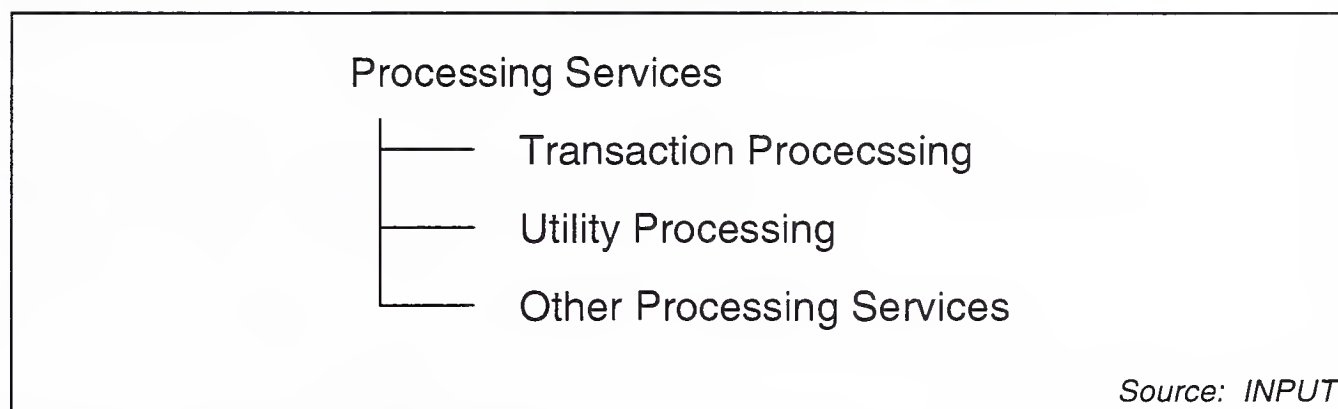 Processing Services
Transaction Procecssing
Utility Processing
Other Processing Services
Source: INPUT